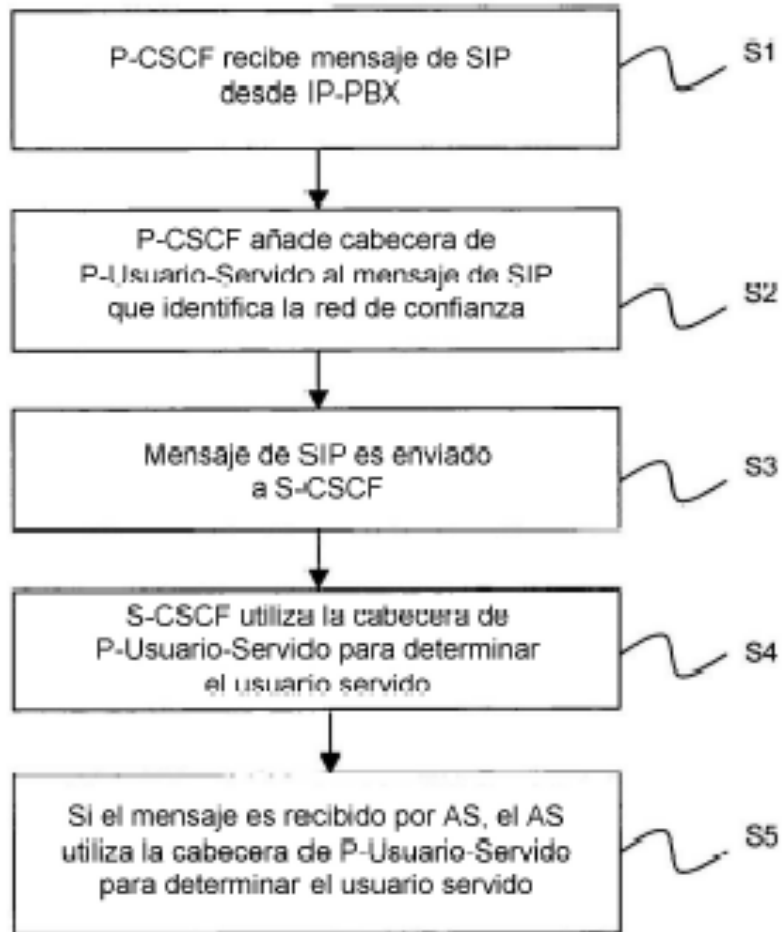 P-CSCF recibe mensaje de SIP
desde IP-PBX
S1
P-CSCF añade cabecera de
P-Usuario-Servido al mensaje de SIP
que identifica la red de confianza
S2
Mensaje de SIP es enviado
a S-CSCF
S3
S-CSCF utiliza la cabecera de
P-Usuario-Servido para determinar
el usuario servido
S4
Si el mensaje es recibido por AS, el AS
utiliza la cabecera de P-Usuario-Servido
para determinar el usuario servido
S5